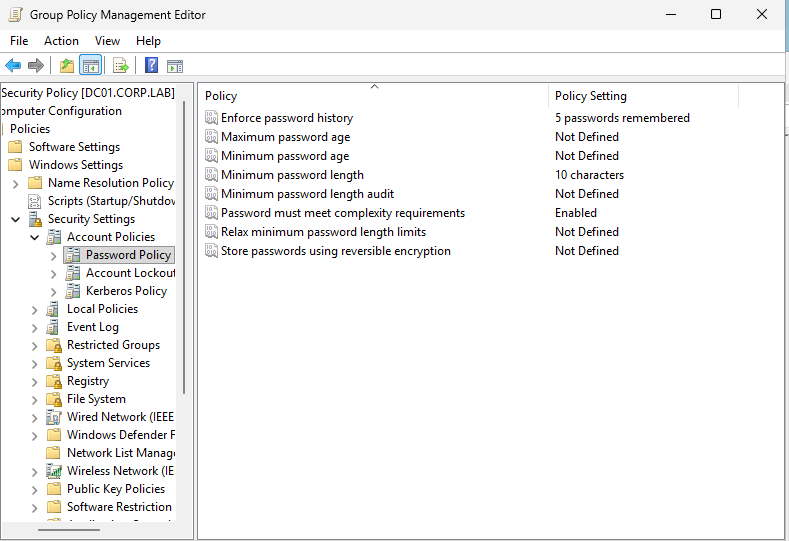 Group Policy Management Editor
File Action View Help
Security Policy [DC01.CORP.LAB]
omputer Configuration
Policies
Software Settings
Windows Settings
Name Resolution Policy
Scripts (Startup/Shutdow
Security Settings
Account Policies
Password Policy
Account Lockout
Kerberos Policy
Local Policies
Event Log
Restricted Groups
System Services
Registry
File System
Wired Network (IEEE
Windows Defender F
Network List Manag
Wireless Network (IE
Public Key Policies
Software Restriction
Policy Policy Setting
Enforce password history 5 passwords remembered
Maximum password age Not Defined
Minimum password age Not Defined
Minimum password length 10 characters
Minimum password length audit Not Defined
Password must meet complexity requirements Enabled
Relax minimum password length limits Not Defined
Store passwords using reversible encryption Not Defined